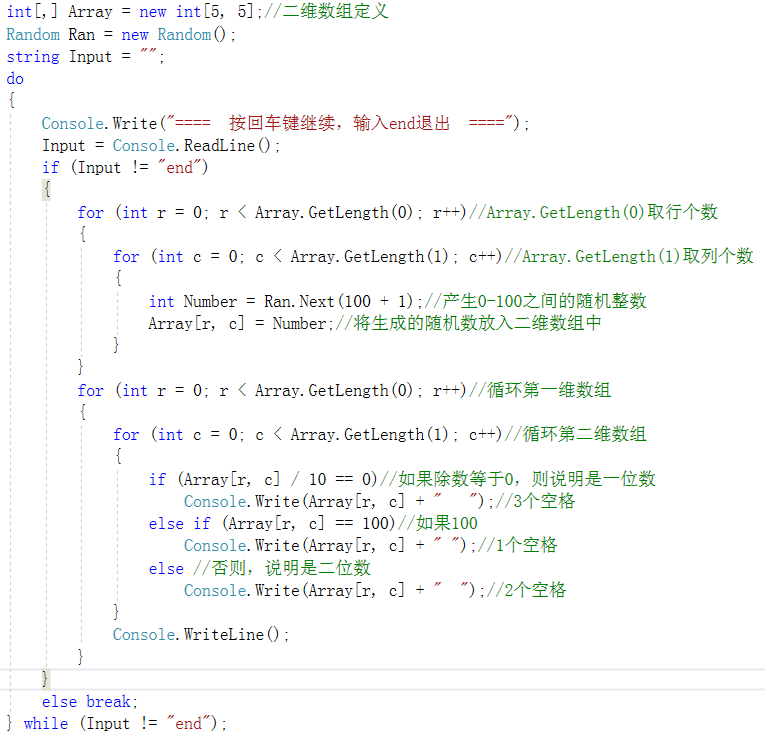 int[,] Array = new int[5, 5];//二维数组定义
Random Ran = new Random();
string Input = "";
do
{
    Console.Write("====  按回车键继续，输入end退出  ====");
    Input = Console.ReadLine();
    if (Input != "end")
    {
        for (int r = 0; r < Array.GetLength(0); r++)//Array.GetLength(0)取行个数
        {
            for (int c = 0; c < Array.GetLength(1); c++)//Array.GetLength(1)取列个数
            {
                int Number = Ran.Next(100 + 1);//产生0-100之间的随机整数
                Array[r, c] = Number;//将生成的随机数放入二维数组中
            }
        }
        for (int r = 0; r < Array.GetLength(0); r++)//循环第一维数组
        {
            for (int c = 0; c < Array.GetLength(1); c++)//循环第二维数组
            {
                if (Array[r, c] / 10 == 0)//如果除数等于0，则说明是一位数
                    Console.Write(Array[r, c] + "   ");//3个空格
                else if (Array[r, c] == 100)//如果100
                    Console.Write(Array[r, c] + " ");//1个空格
                else //否则，说明是二位数
                    Console.Write(Array[r, c] + "  ");//2个空格
            }
            Console.WriteLine();
        }
    }
    else break;
} while (Input != "end");